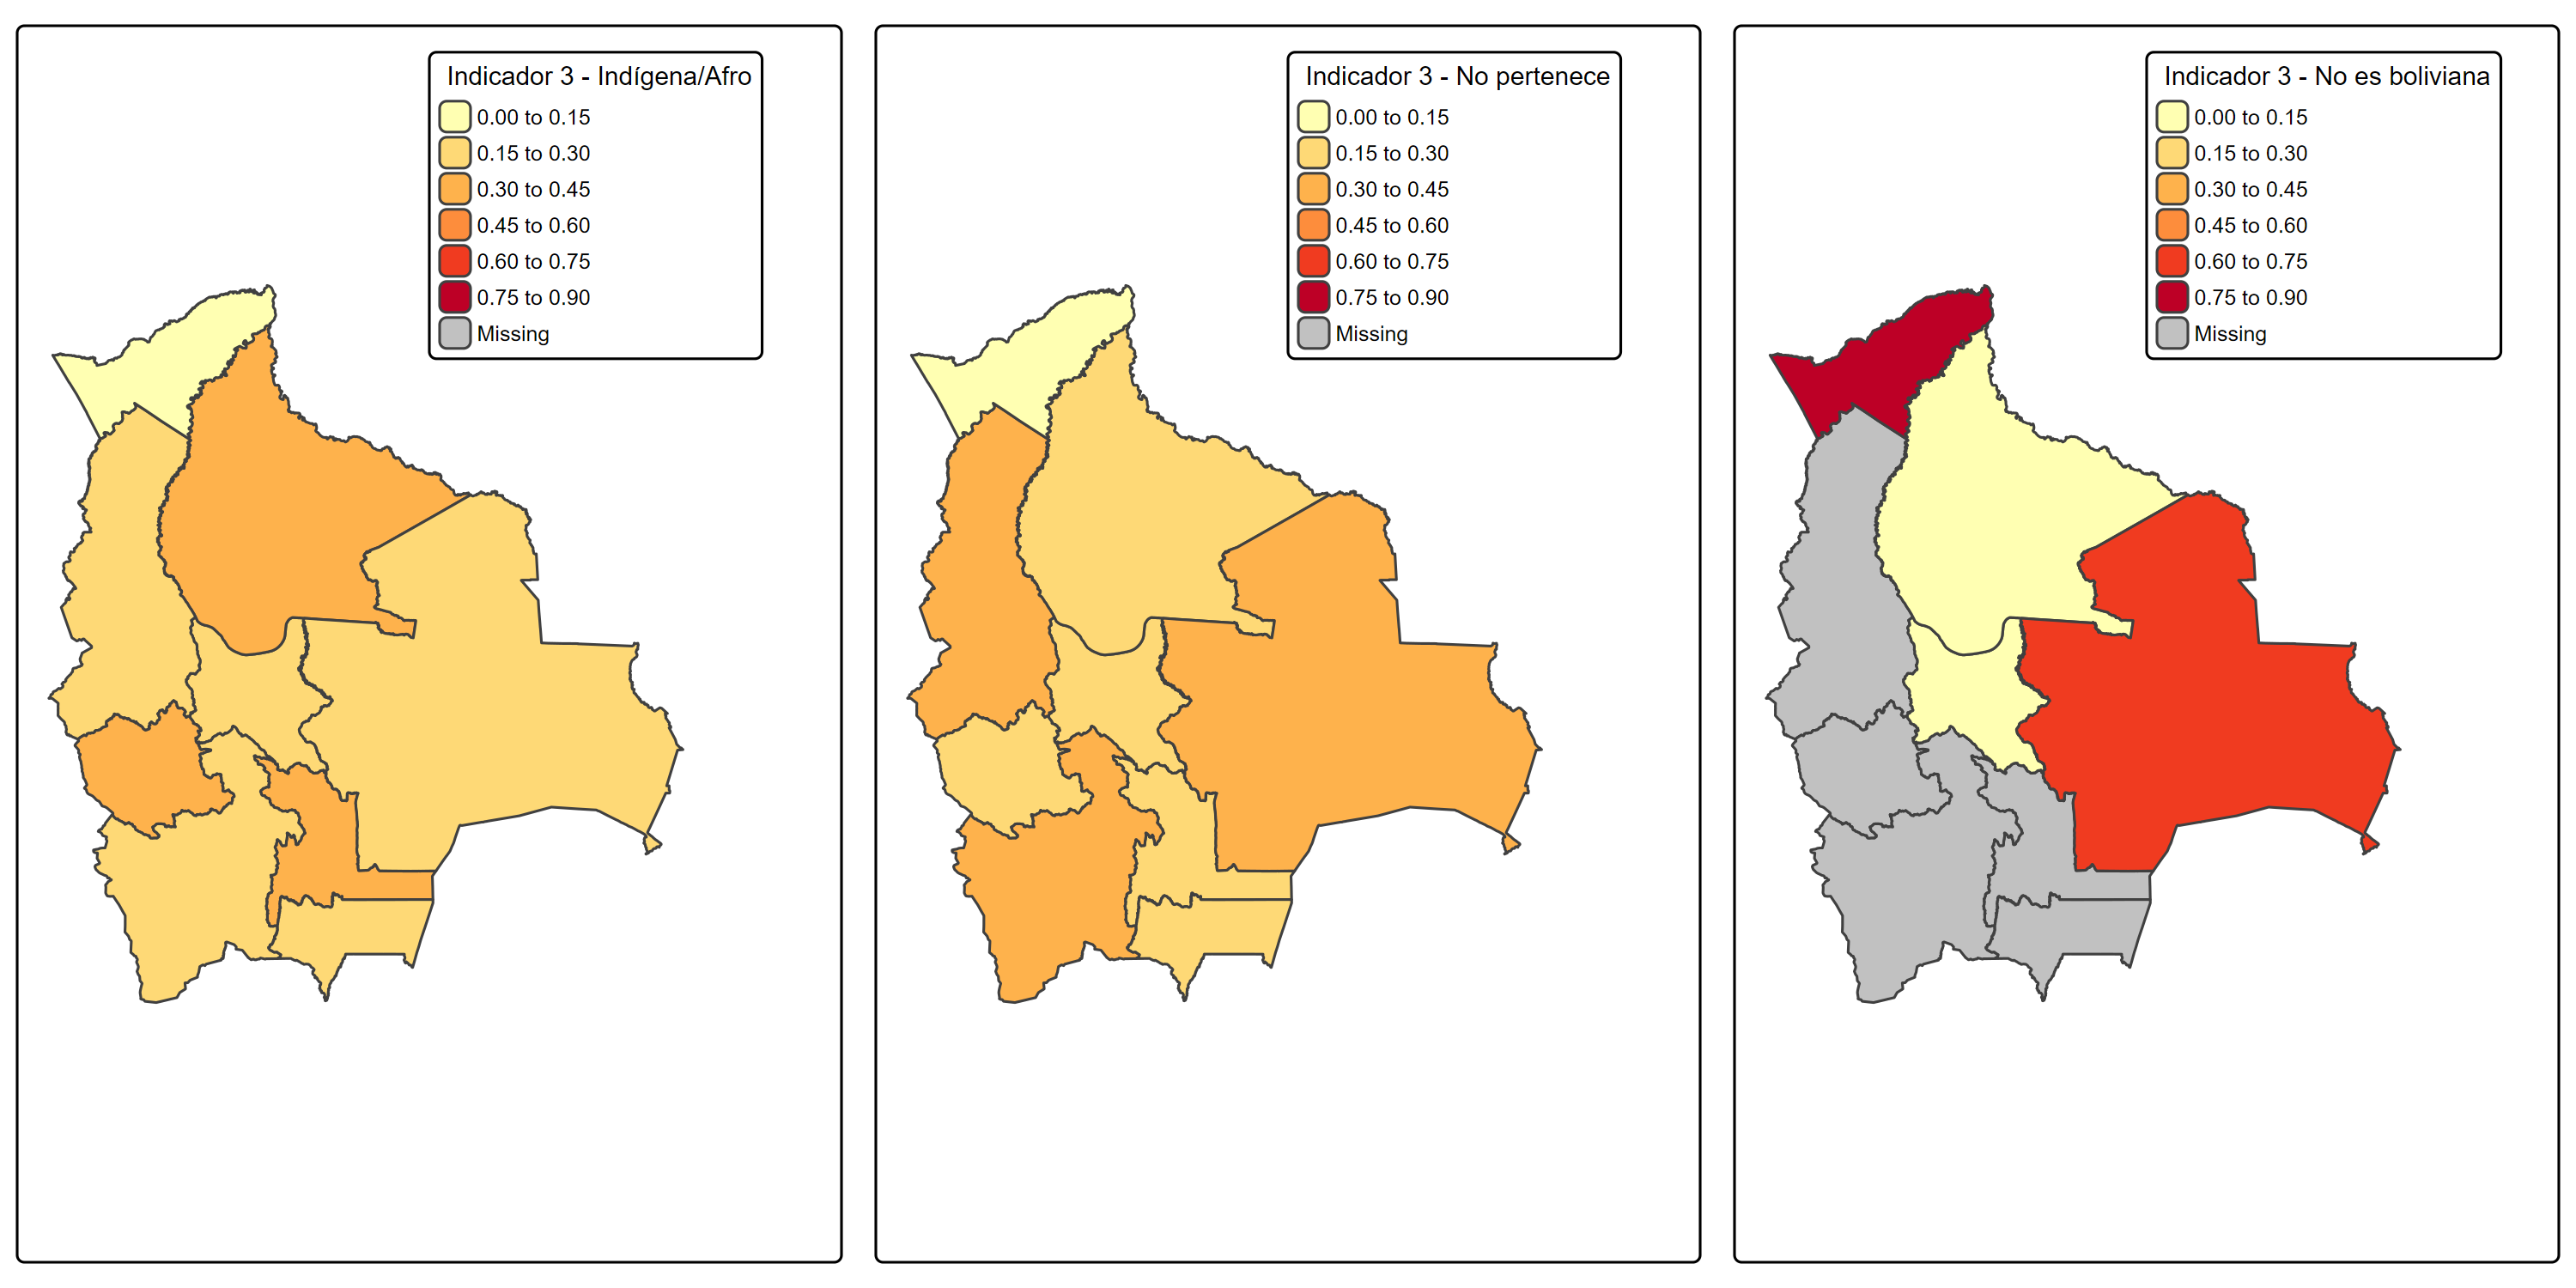 Indicador 3 - Indígena/Afro
0.00 to 0.15
0.15 to 0.30
0.30 to 0.45
0.45 to 0.60
0.60 to 0.75
0.75 to 0.90
Missing
Indicador 3 - No pertenece
0.00 to 0.15
0.15 to 0.30
0.30 to 0.45
0.45 to 0.60
0.60 to 0.75
0.75 to 0.90
Missing
Indicador 3 - No es boliviana
0.00 to 0.15
0.15 to 0.30
0.30 to 0.45
0.45 to 0.60
0.60 to 0.75
0.75 to 0.90
Missing